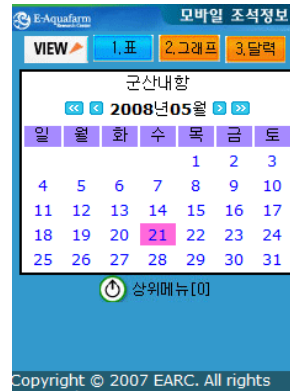 E-Aquafarm 모바일 조석정보
VIEW 1.표 2.그래프 3.달력
군산내항
2008년05월
일 월 화 수 목 금 토
1 2 3
4 5 6 7 8 9 10
11 12 13 14 15 16 17
18 19 20 21 22 23 24
25 26 27 28 29 30 31
상위메뉴[0]
Copyright © 2007 EARC. All rights